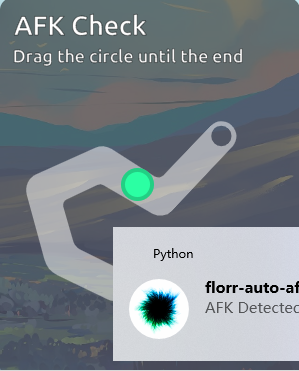 AFK Check
Drag the circle until the end
Python
florr-auto-af
AFK Detected